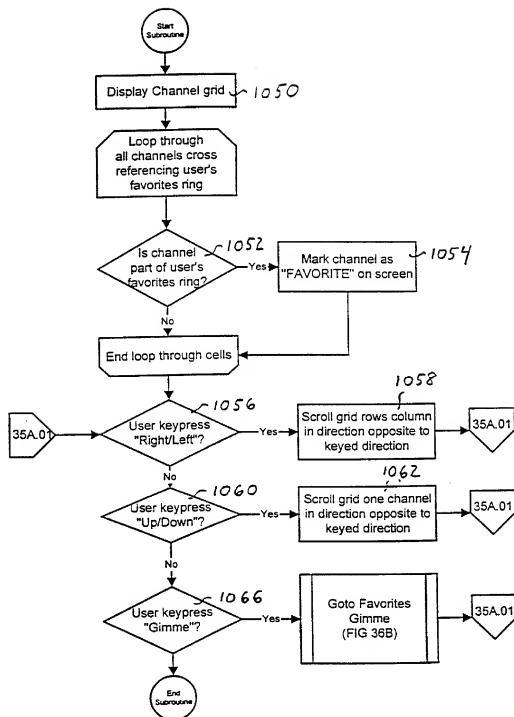 Start
Subroutine
Display Channel grid
1050
Loop through
all channels cross
referencing user's
favorites ring
1052
Is channel
part of user's
favorites ring?
Yes
1054
Mark channel as
"FAVORITE" on screen
No
End loop through cells
35A.01
1056
User keypress
"Right/Left"?
Yes
1058
Scroll grid rows column
in direction opposite to
keyed direction
35A.01
No
1060
User keypress
"Up/Down"?
Yes
1062
Scroll grid one channel
in direction opposite to
keyed direction
35A.01
No
1066
User keypress
"Gimme"?
Yes
Goto Favorites
Gimme
(FIG 36B)
35A.01
End
Subroutine